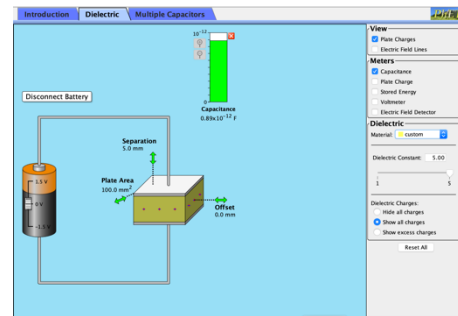 Introduction Dielectric Multiple Capacitors
PhET
View
Plate Charges
Electric Field Lines
Meters
Capacitance
Plate Charge
Stored Energy
Voltmeter
Electric Field Detector
Dielectric
Material: custom
Dielectric Constant: 5.00
1 5
Dielectric Charges:
Hide all charges
Show all charges
Show excess charges
Reset All
Disconnect Battery
10⁻¹²
0
Capacitance
0.89x10⁻¹² F
Separation
5.0 mm
Plate Area
100.0 mm²
Offset
0.0 mm
1.5 V
0 V
-1.5 V